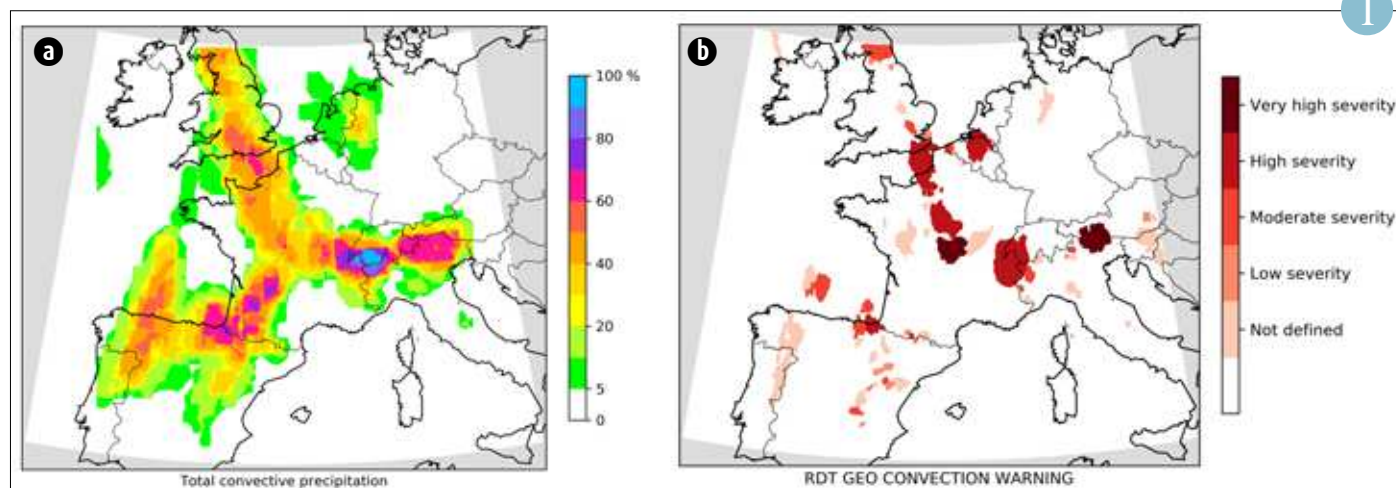 1
a
100 %
80
60
40
20
5
0
Total convective precipitation
b
Very high severity
High severity
Moderate severity
Low severity
Not defined
RDT GEO CONVECTION WARNING